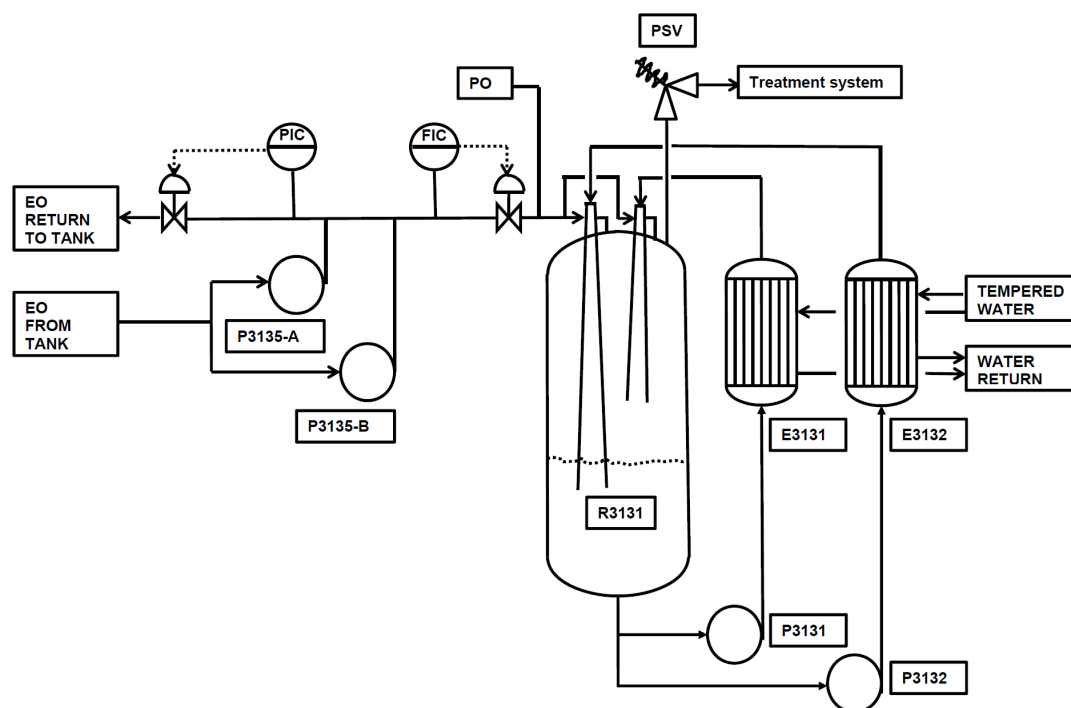 PSV
PO
Treatment system
PIC
FIC
EO
RETURN
TO TANK
EO
FROM
TANK
P3135-A
P3135-B
TEMPERED
WATER
WATER
RETURN
E3131
E3132
R3131
P3131
P3132